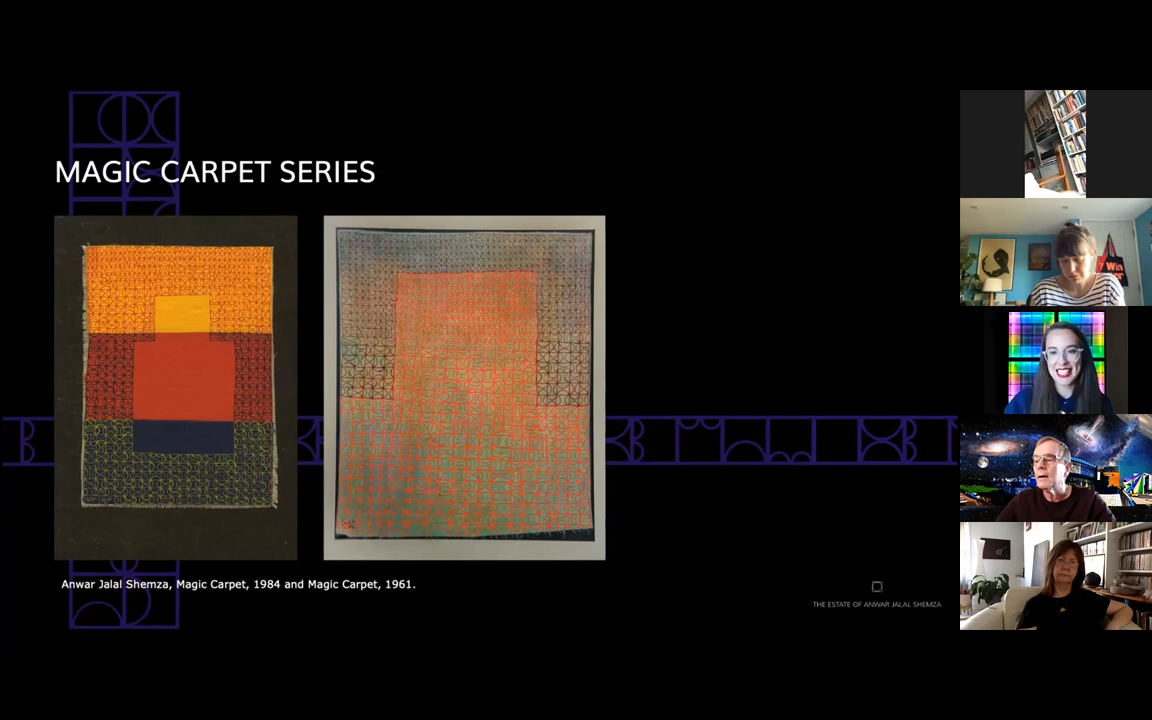 MAGIC CARPET SERIES
Anwar Jalal Shemza, Magic Carpet, 1984 and Magic Carpet, 1961.
THE ESTATE OF ANWAR JALAL SHEMZA
Win